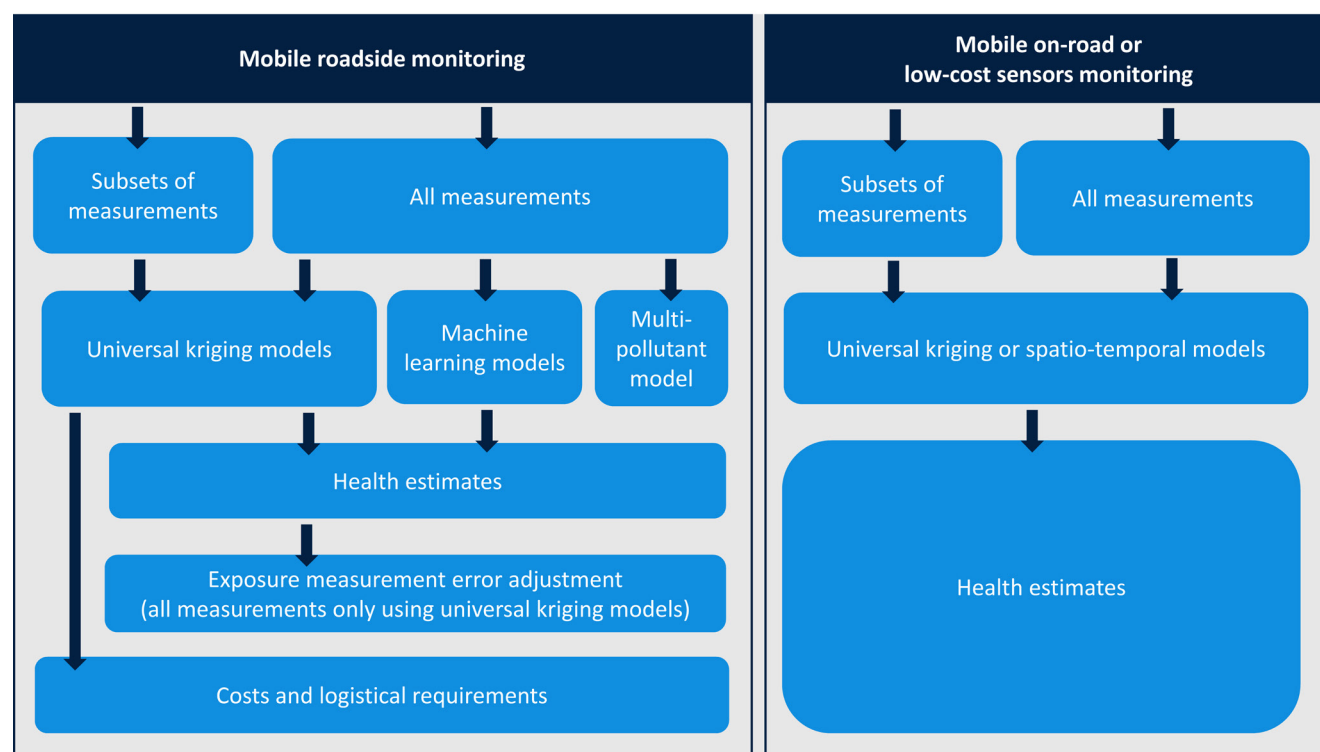 Mobile roadside monitoring
Subsets of
measurements
All measurements
Universal kriging models
Machine
learning models
Multi-
pollutant
model
Health estimates
Exposure measurement error adjustment
(all measurements only using universal kriging models)
Costs and logistical requirements
Mobile on-road or
low-cost sensors monitoring
Subsets of
measurements
All measurements
Universal kriging or spatio-temporal models
Health estimates